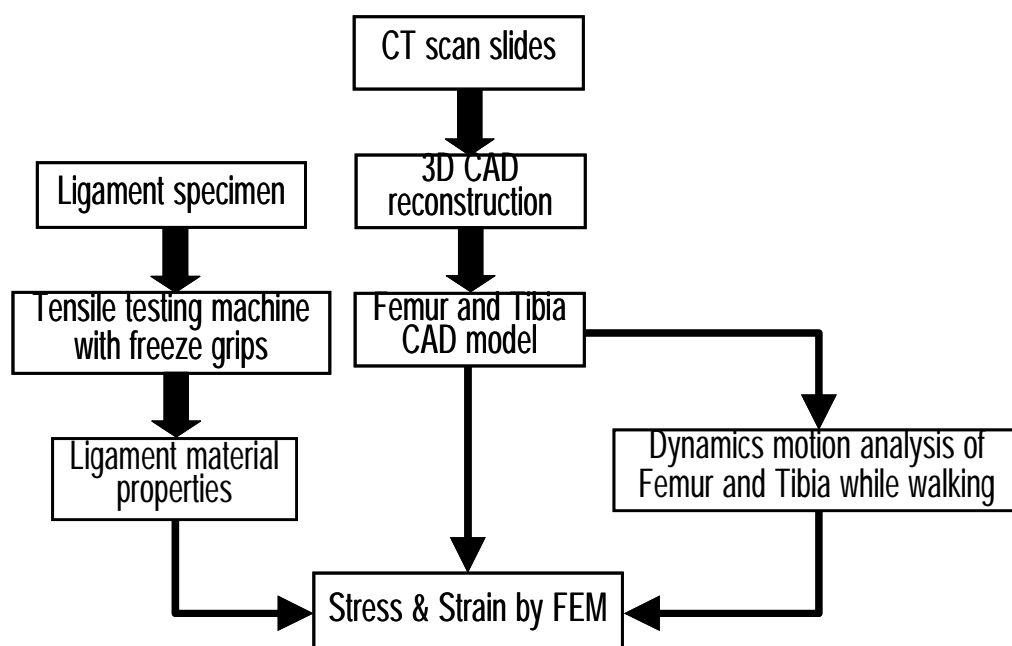 CT scan slides
3D CAD
reconstruction
Ligament specimen
Tensile testing machine
with freeze grips
Femur and Tibia
CAD model
Ligament material
properties
Dynamics motion analysis of
Femur and Tibia while walking
Stress & Strain by FEM